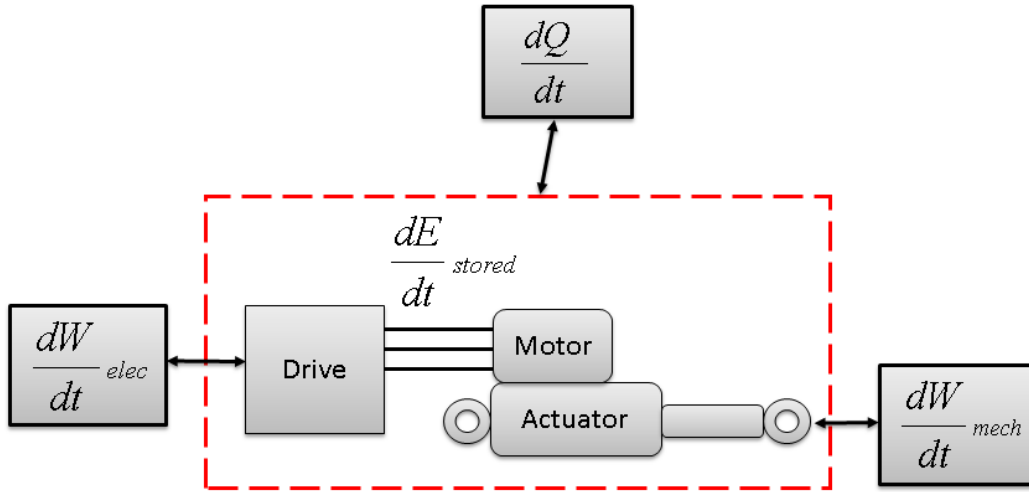 dQ
dt
dE
dt stored
dW
dt elec
Drive
Motor
Actuator
dW
dt mech